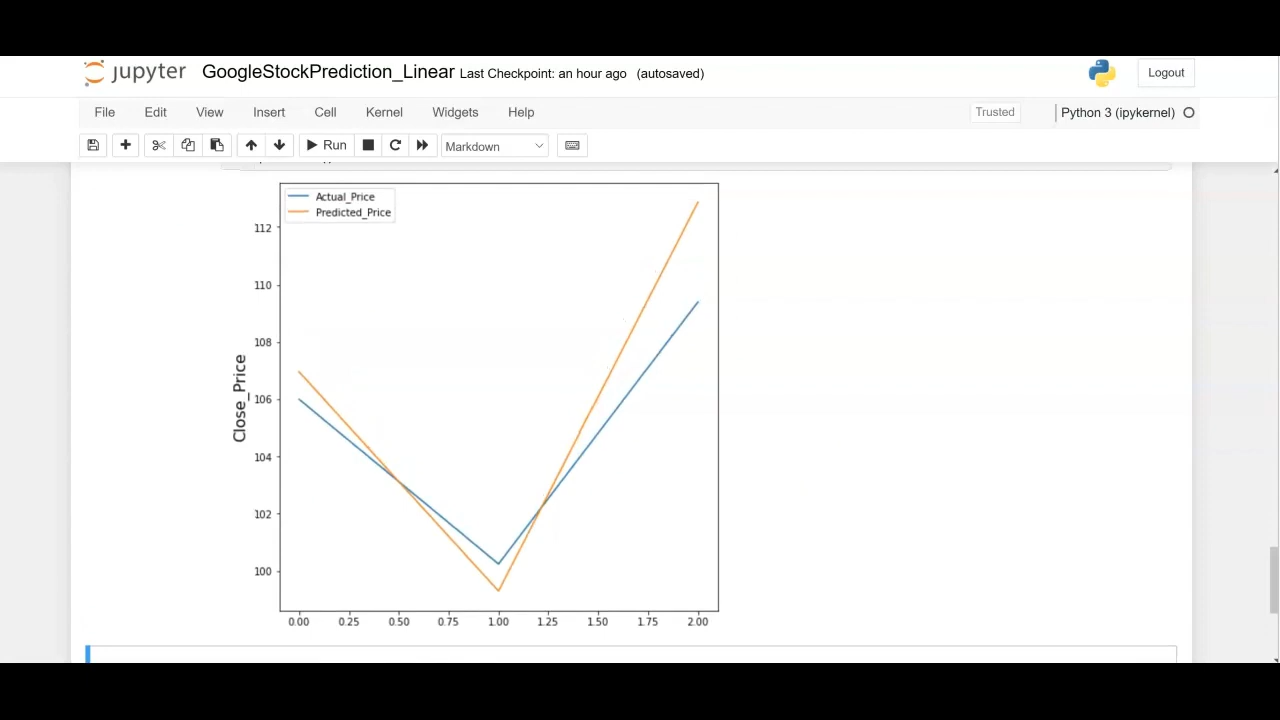 jupyter GoogleStockPrediction_Linear Last Checkpoint: an hour ago (autosaved) Logout
File Edit View Insert Cell Kernel Widgets Help Trusted Python 3 (ipykernel)
Run Markdown
Actual_Price
Predicted_Price
112
110
108
106
104
102
100
Close_Price
0.00 0.25 0.50 0.75 1.00 1.25 1.50 1.75 2.00